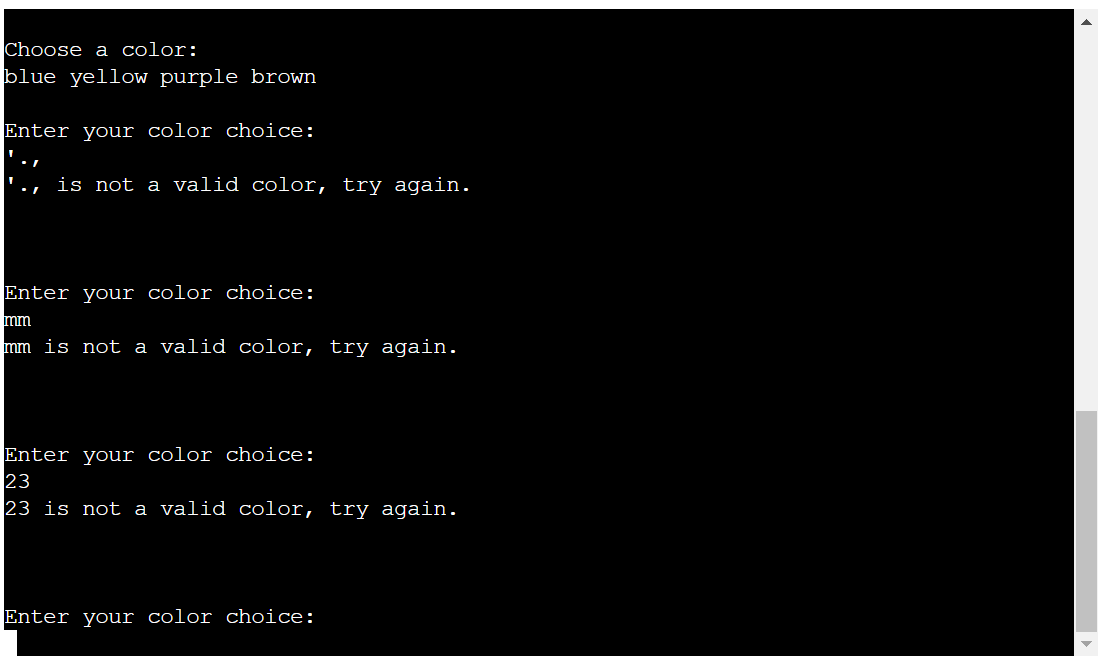 Choose a color:
blue yellow purple brown
Enter your color choice:
'.,
'., is not a valid color, try again.
Enter your color choice:
mm
mm is not a valid color, try again.
Enter your color choice:
23
23 is not a valid color, try again.
Enter your color choice: